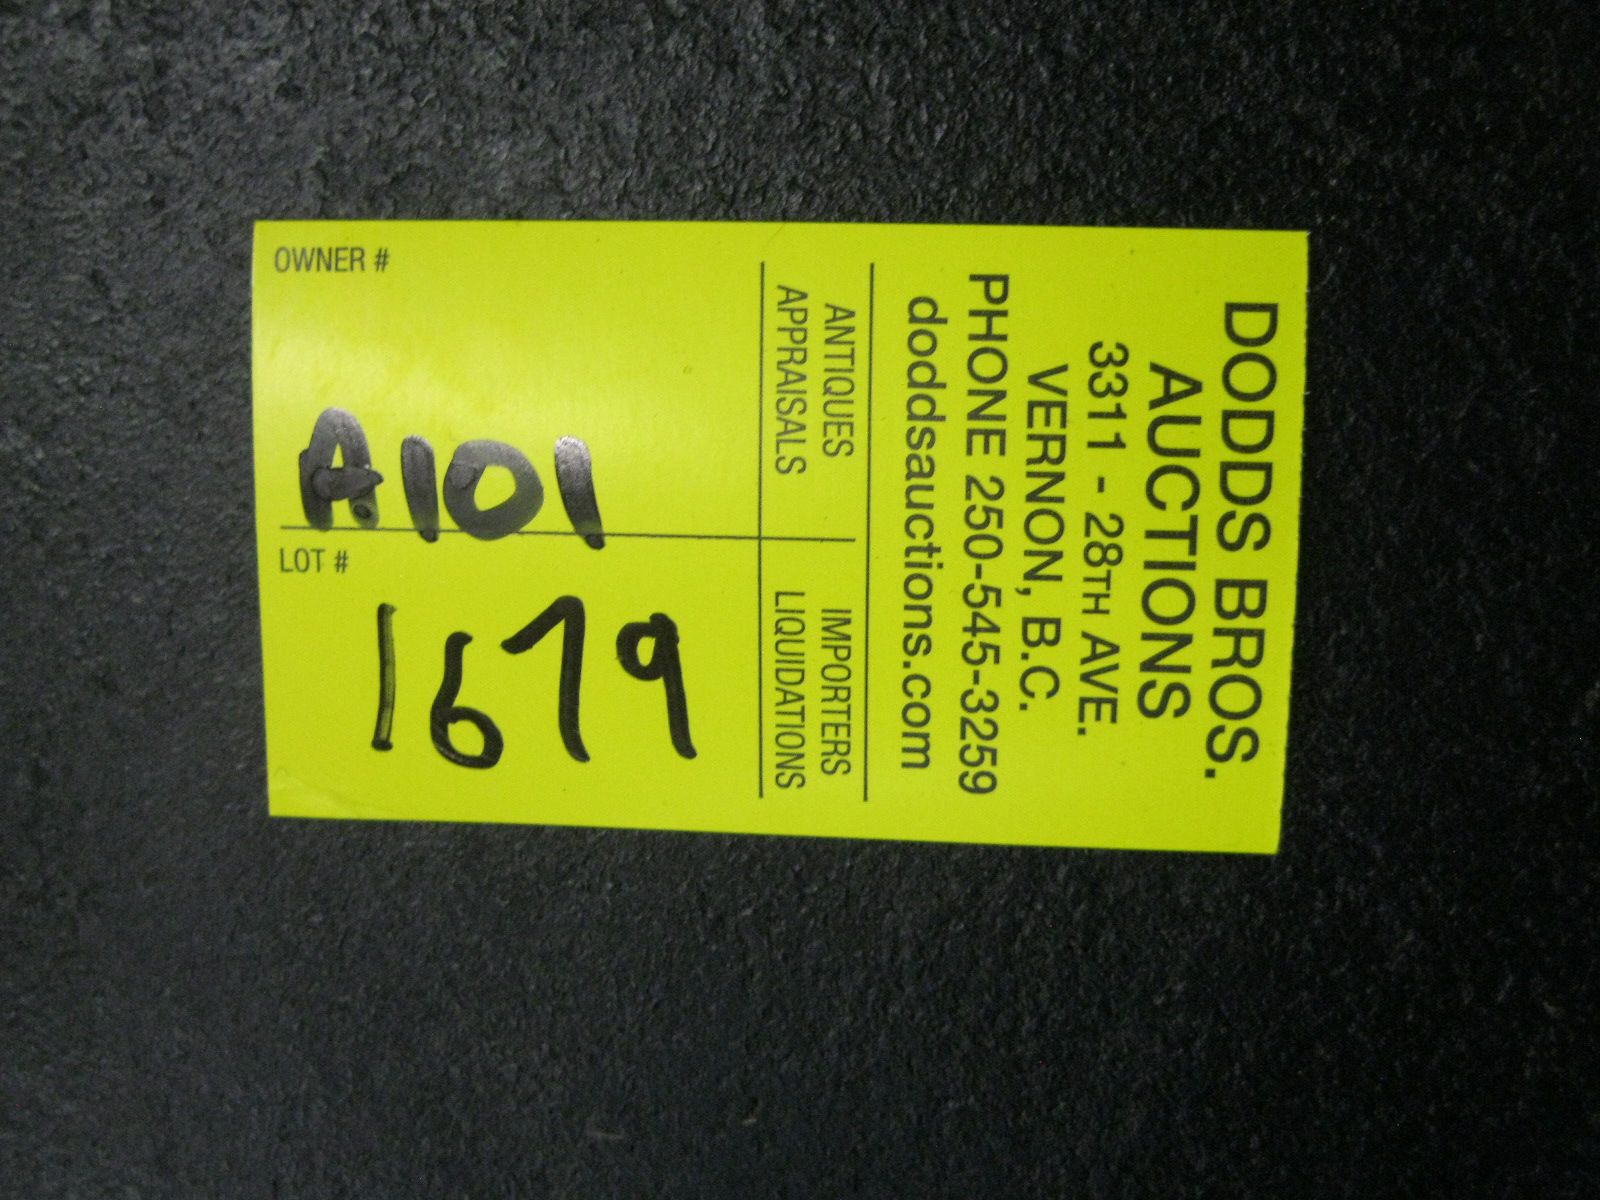 DODDS BROS.
AUCTIONS
3311 - 28TH AVE.
VERNON, B.C.
PHONE 250-545-3259
doddsauctions.com
ANTIQUES
APPRAISALS
IMPORTERS
LIQUIDATIONS
OWNER #
A101
LOT #
1679